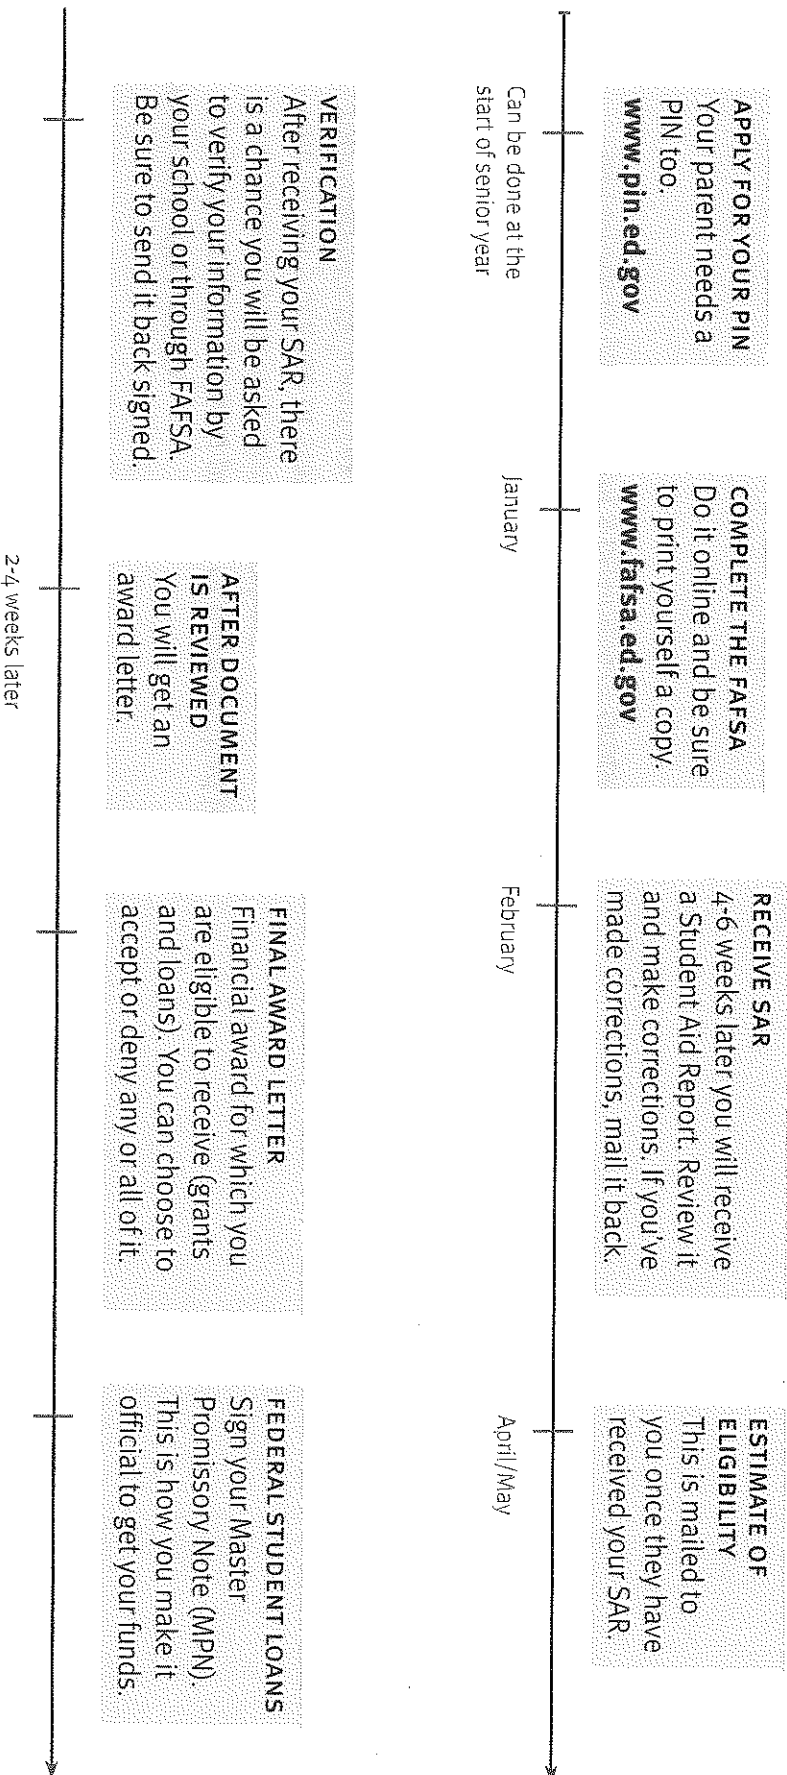 APPLY FOR YOUR PIN
Your parent needs a
PIN too.
www.pin.ed.gov
Can be done at the
start of senior year
COMPLETE THE FAFSA
Do it online and be sure
to print yourself a copy.
www.fafsa.ed.gov
January
RECEIVE SAR
4-6 weeks later you will receive
a Student Aid Report. Review it
and make corrections. If you've
made corrections, mail it back.
February
ESTIMATE OF
ELIGIBILITY
This is mailed to
you once they have
received your SAR.
April/May
VERIFICATION
After receiving your SAR, there
is a chance you will be asked
to verify your information by
your school or through FAFSA.
Be sure to send it back signed.
AFTER DOCUMENT
IS REVIEWED
You will get an
award letter.
2-4 weeks later
FINAL AWARD LETTER
Financial award for which you
are eligible to receive (grants
and loans). You can choose to
accept or deny any or all of it.
FEDERAL STUDENT LOANS
Sign your Master
Promissory Note (MPN).
This is how you make it
official to get your funds.